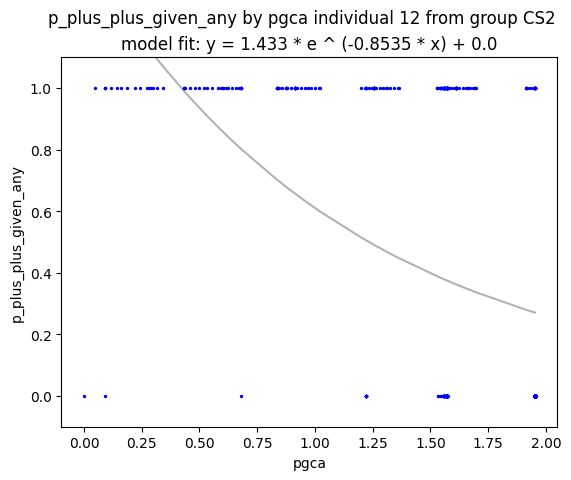 p_plus_plus_given_any by pgca individual 12 from group CS2
model fit: y = 1.433 * e ^ (-0.8535 * x) + 0.0
1.0
0.8
0.6
0.4
0.2
0.0
p_plus_plus_given_any
0.00 0.25 0.50 0.75 1.00 1.25 1.50 1.75 2.00
pgca